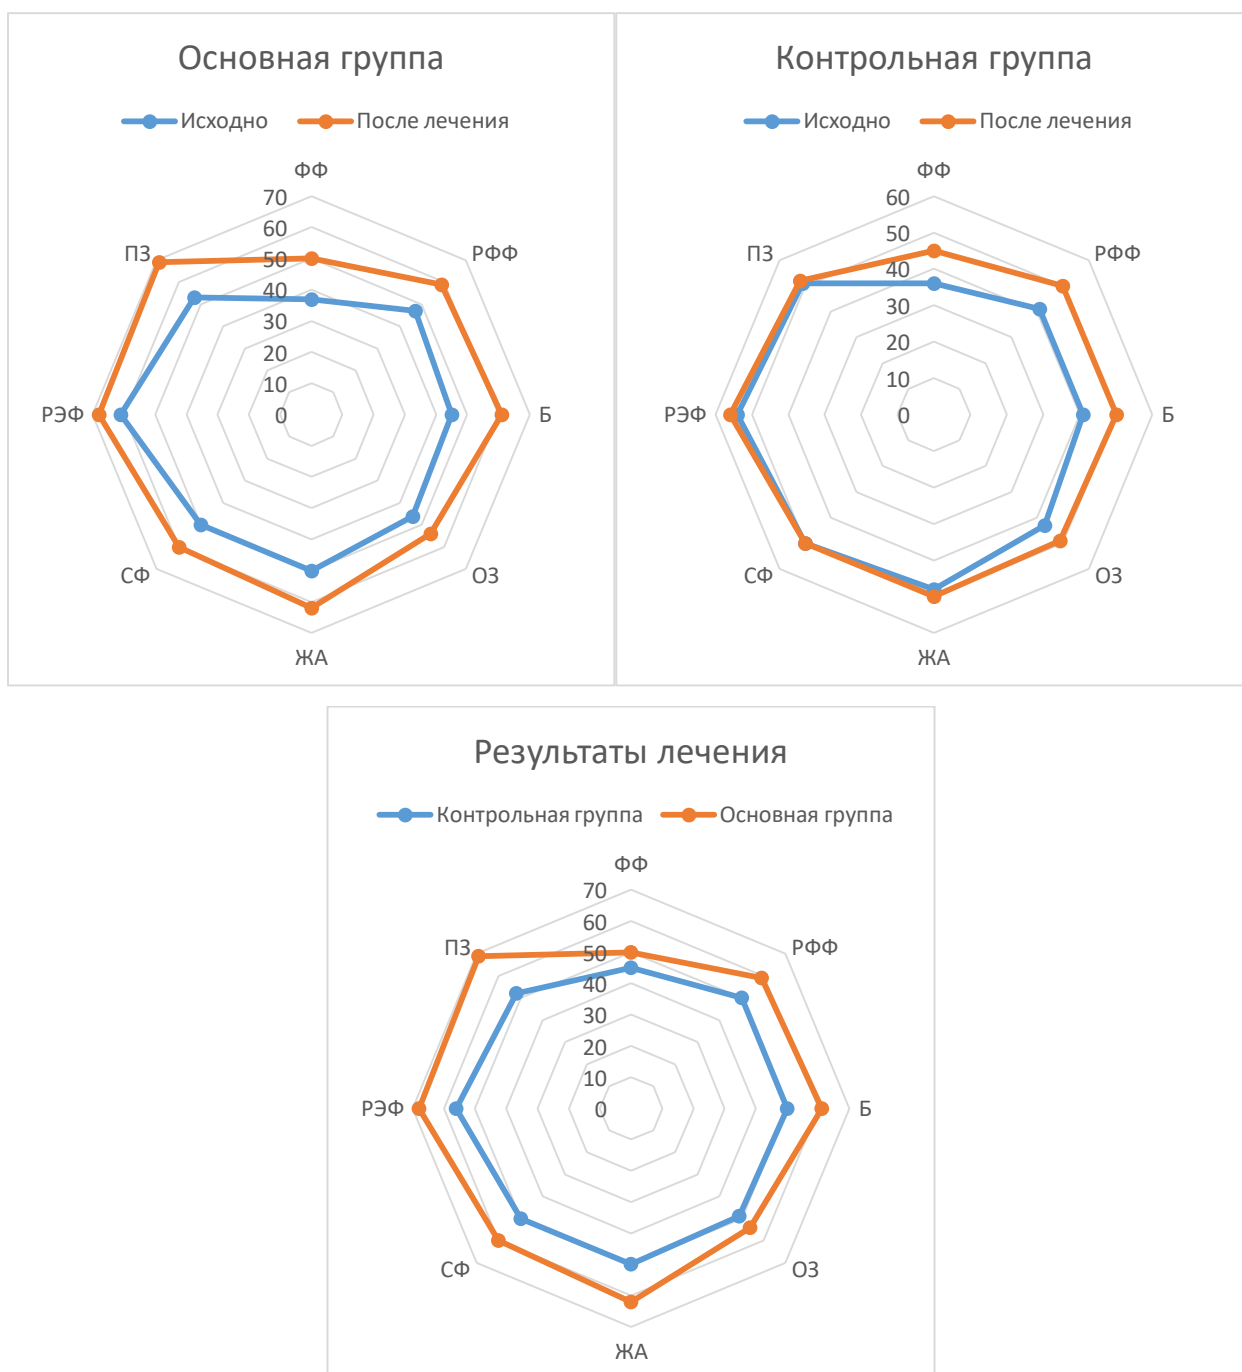 Основная группа
Исходно После лечения
ФФ
РФФ
Б
ОЗ
ЖА
СФ
РЭФ
ПЗ
70
60
50
40
30
20
10
0
Контрольная группа
Исходно После лечения
ФФ
РФФ
Б
ОЗ
ЖА
СФ
РЭФ
ПЗ
60
50
40
30
20
10
0
Результаты лечения
Контрольная группа Основная группа
ФФ
РФФ
Б
ОЗ
ЖА
СФ
РЭФ
ПЗ
70
60
50
40
30
20
10
0